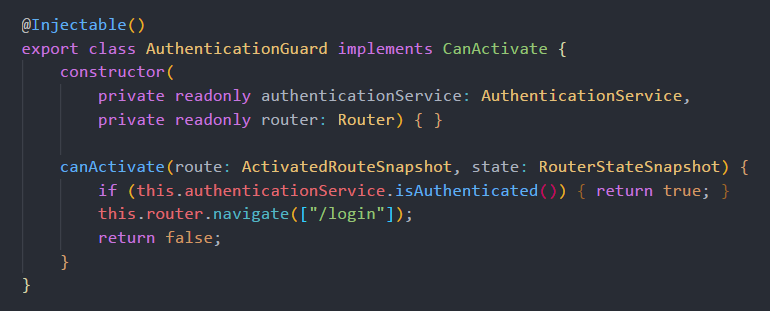 @Injectable()
export class AuthenticationGuard implements CanActivate {
    constructor(
        private readonly authenticationService: AuthenticationService,
        private readonly router: Router) { }

    canActivate(route: ActivatedRouteSnapshot, state: RouterStateSnapshot) {
        if (this.authenticationService.isAuthenticated()) { return true; }
        this.router.navigate(["/login"]);
        return false;
    }
}